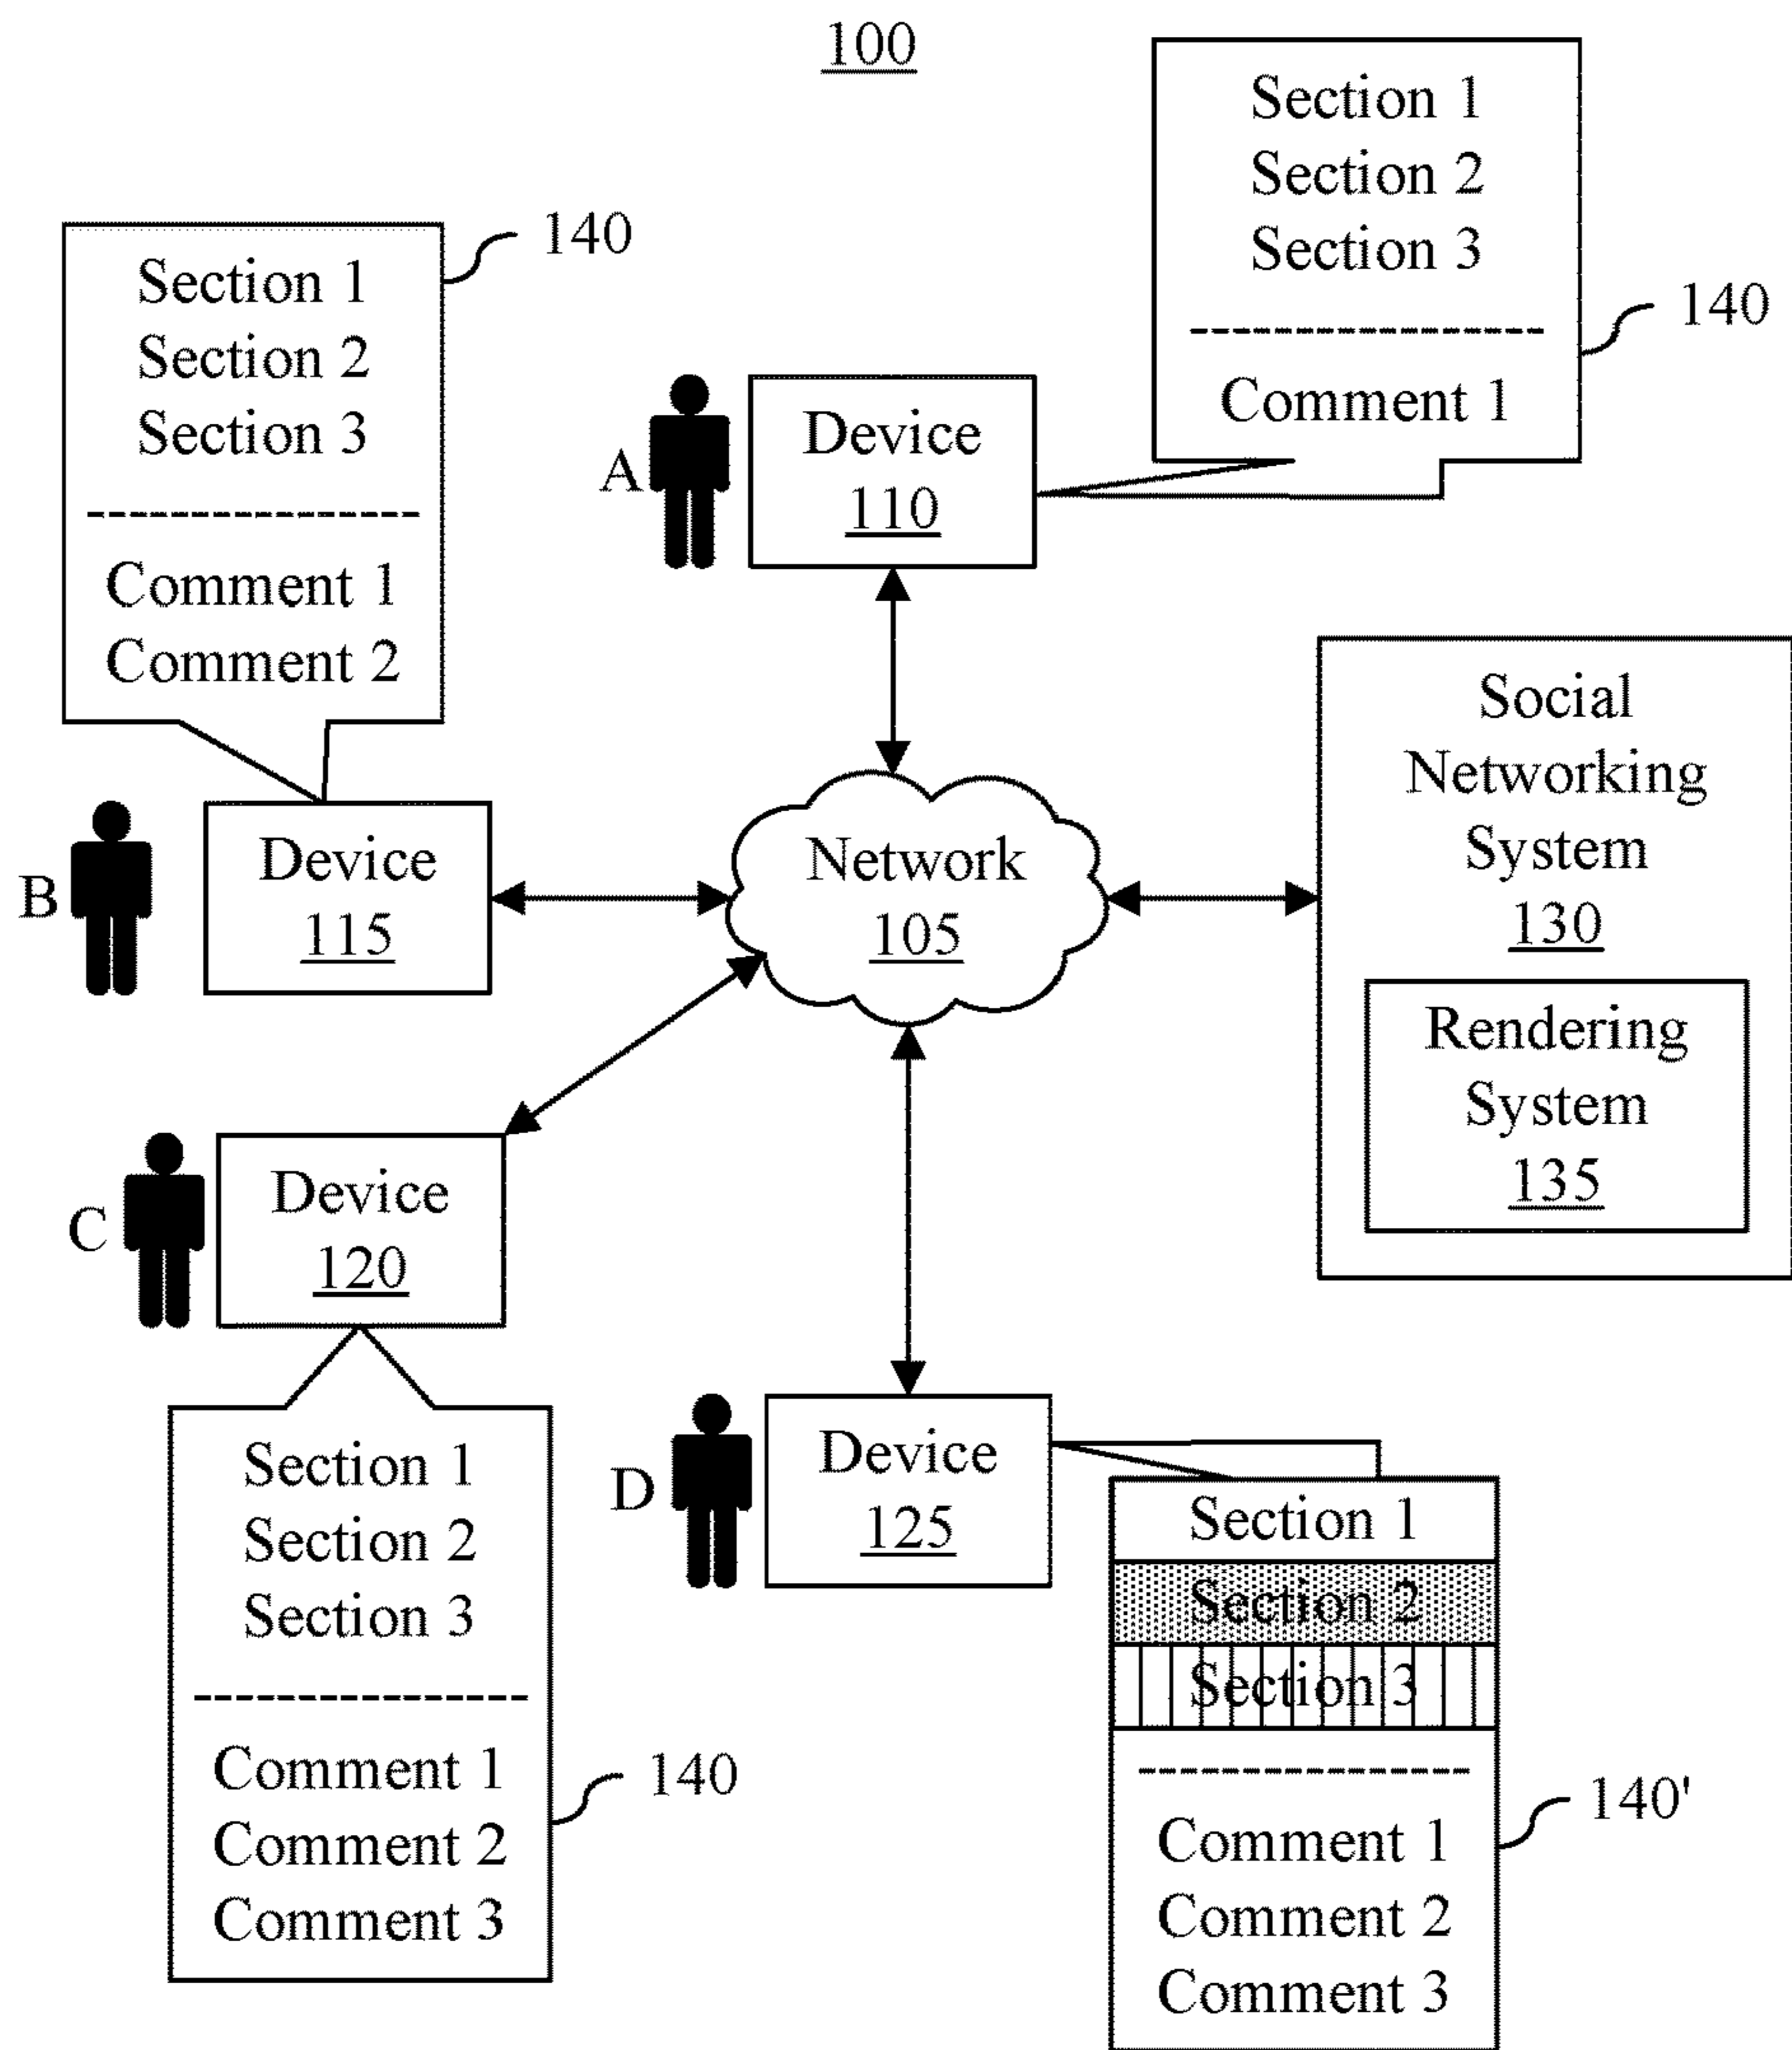 100
Section 1
Section 2
Section 3
Comment 1
140
Section 1
Section 2
Section 3
Comment 1
Comment 2
140
A
Device
110
B
Device
115
Network
105
Social
Networking
System
130
Rendering
System
135
C
Device
120
Section 1
Section 2
Section 3
Comment 1
Comment 2
Comment 3
140
D
Device
125
Section 1
Section 2
Section 3
Comment 1
Comment 2
Comment 3
140'